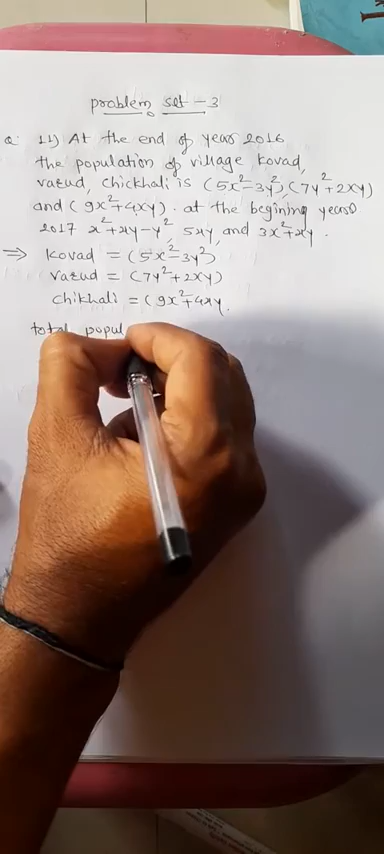 problem set - 3
Q. 11) At the end of year 2016
the population of village kovad,
varud, chickhali is (5x²-3y²), (7y²+2xy)
and (9x²+4xy). at the begining years
2017 x²+xy-y², 5xy, and 3x²+xy.
⇒ kovad = (5x²-3y²)
varud = (7y²+2xy)
chikhali = (9x²+4xy.
total popul